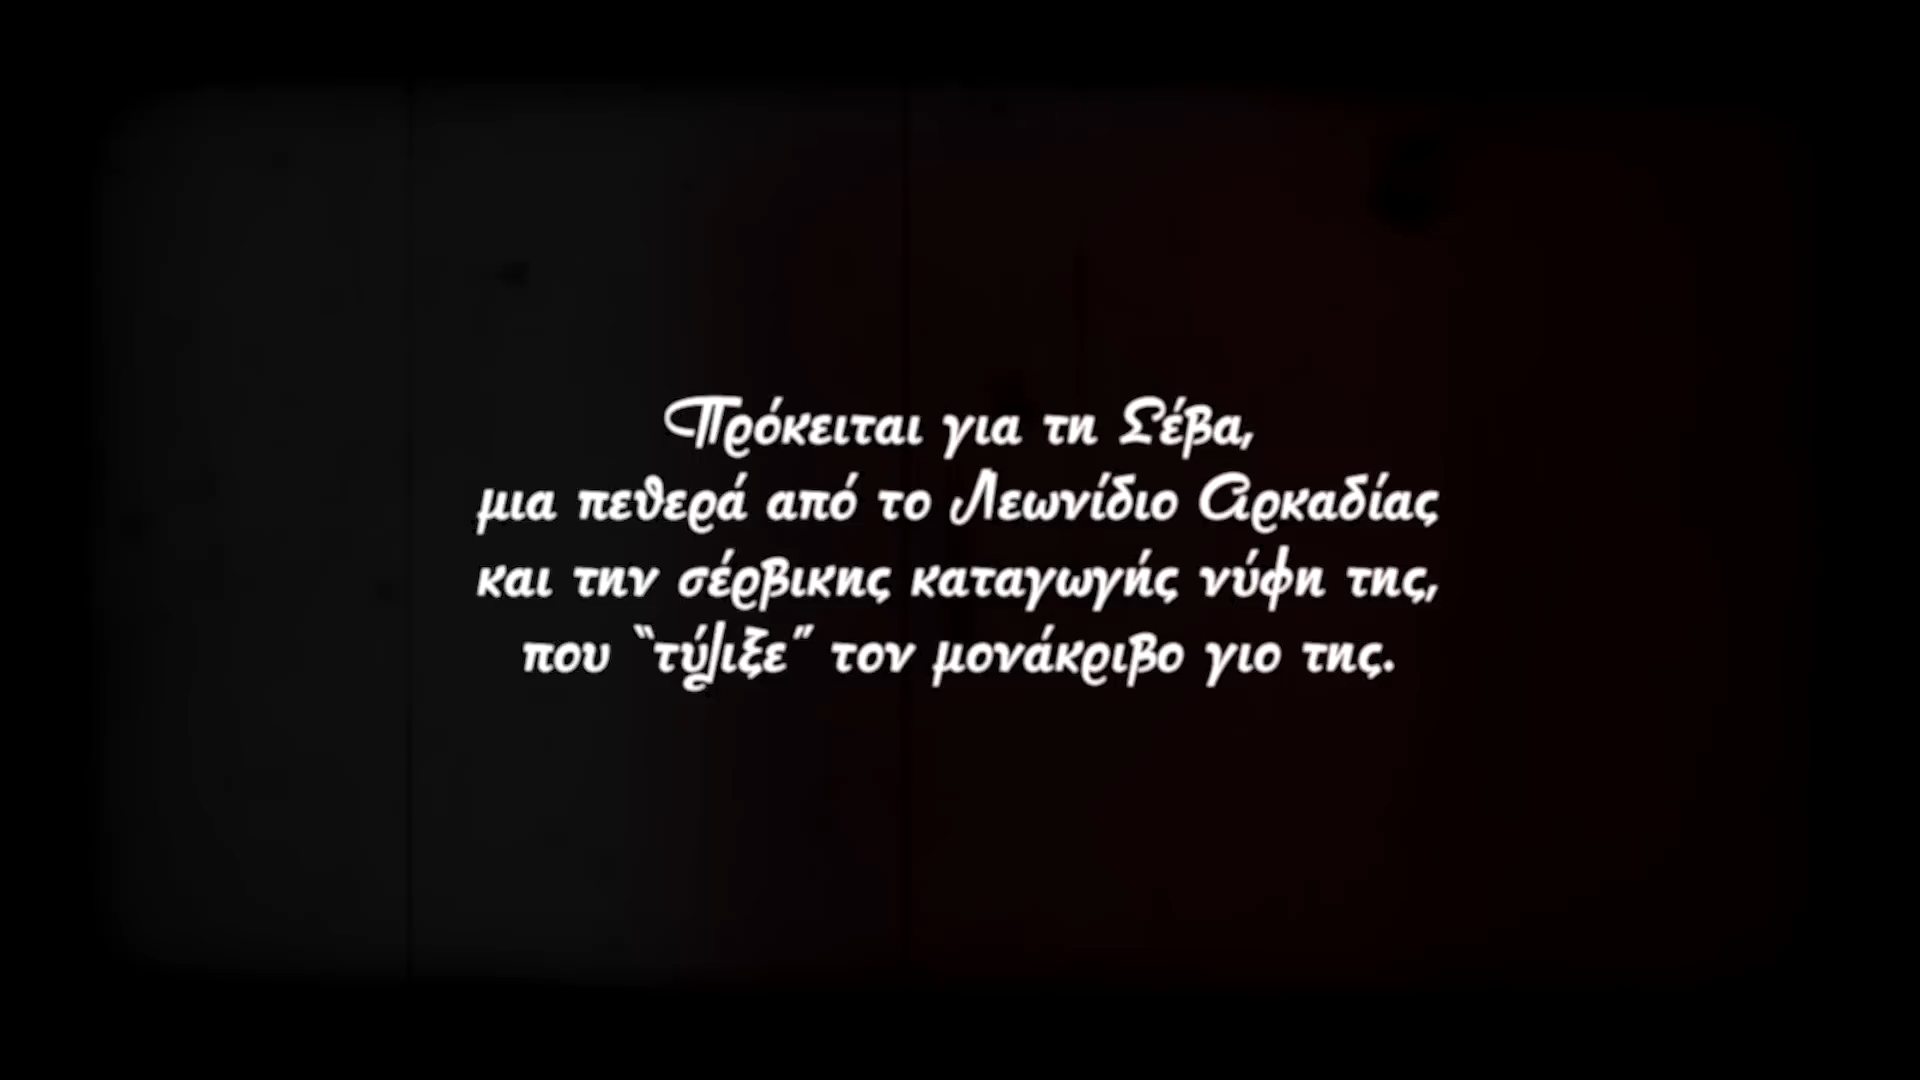 Πρόκειται για τη Σέβα,
μια πεθερά από το Λεωνίδιο Αρκαδίας
και την σέρβικης καταγωγής νύφη της,
που “τύλιξε” τον μονάκριβο γιο της.